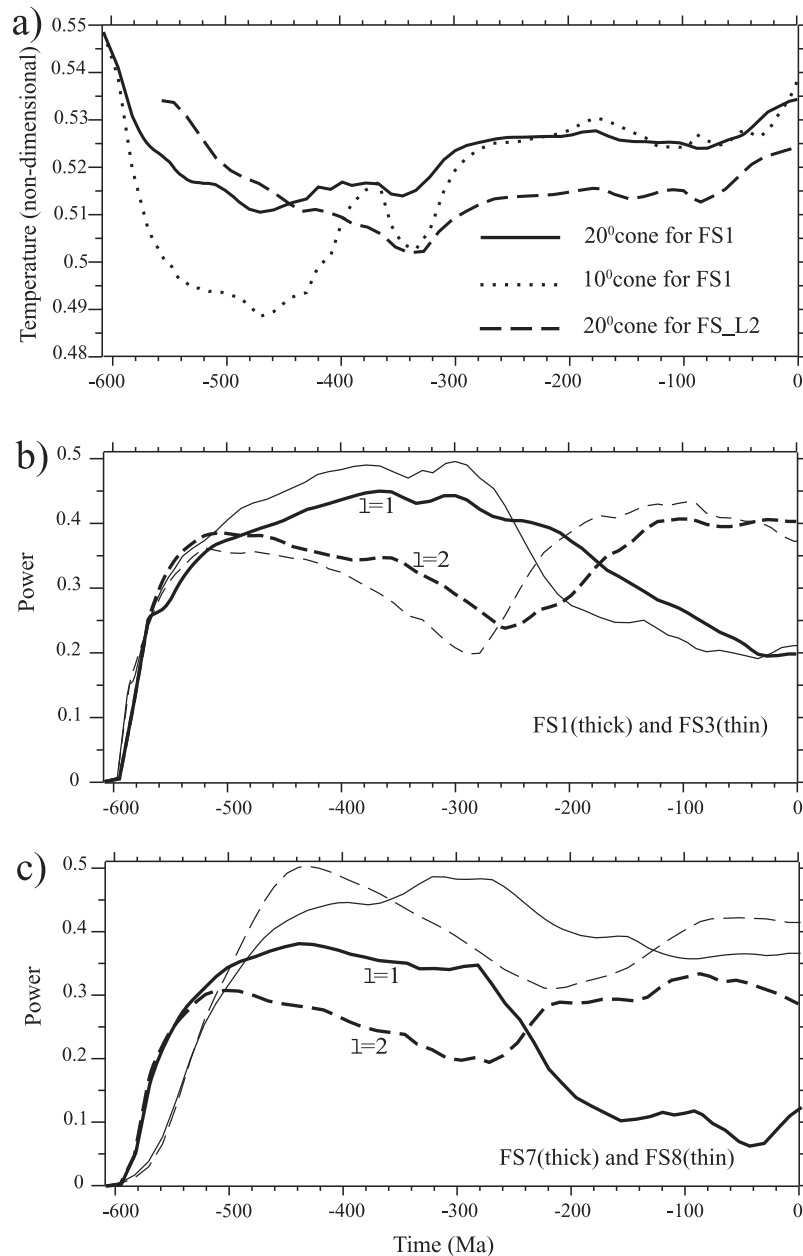 a)
Temperature (non-dimensional)
0.55
0.54
0.53
0.52
0.51
0.5
0.49
0.48
20⁰cone for FS1
10⁰cone for FS1
20⁰cone for FS_L2
-600 -500 -400 -300 -200 -100 0
b)
Power
0.5
0.4
0.3
0.2
0.1
0
l=1
l=2
FS1(thick) and FS3(thin)
-600 -500 -400 -300 -200 -100 0
c)
Power
0.5
0.4
0.3
0.2
0.1
0
l=1
l=2
FS7(thick) and FS8(thin)
-600 -500 -400 -300 -200 -100 0
Time (Ma)